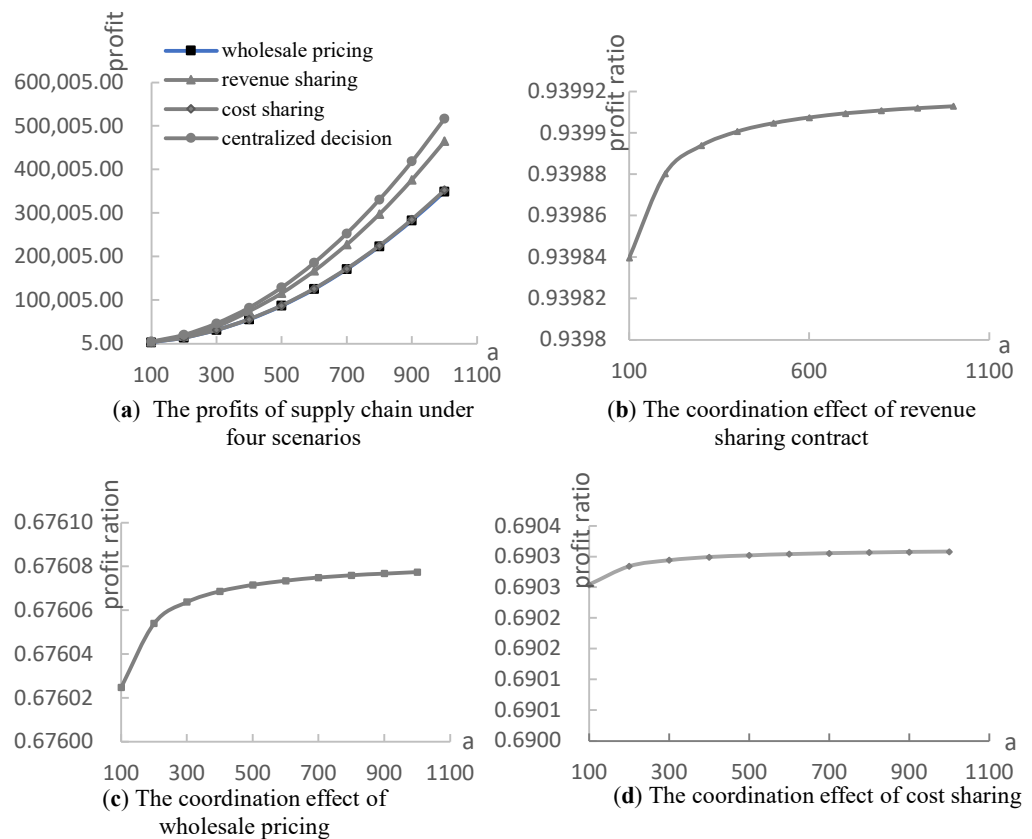 profit
wholesale pricing
revenue sharing
cost sharing
centralized decision
600,005.00
500,005.00
400,005.00
300,005.00
200,005.00
100,005.00
5.00
a
100 300 500 700 900 1100
(a) The profits of supply chain under
four scenarios
profit ratio
0.93992
0.9399
0.93988
0.93986
0.93984
0.93982
0.9398
a
100 600 1100
(b) The coordination effect of revenue
sharing contract
profit ration
0.67610
0.67608
0.67606
0.67604
0.67602
0.67600
a
100 300 500 700 900 1100
(c) The coordination effect of
wholesale pricing
profit ratio
0.6904
0.6903
0.6903
0.6902
0.6902
0.6901
0.6901
0.6900
a
100 300 500 700 900 1100
(d) The coordination effect of cost sharing